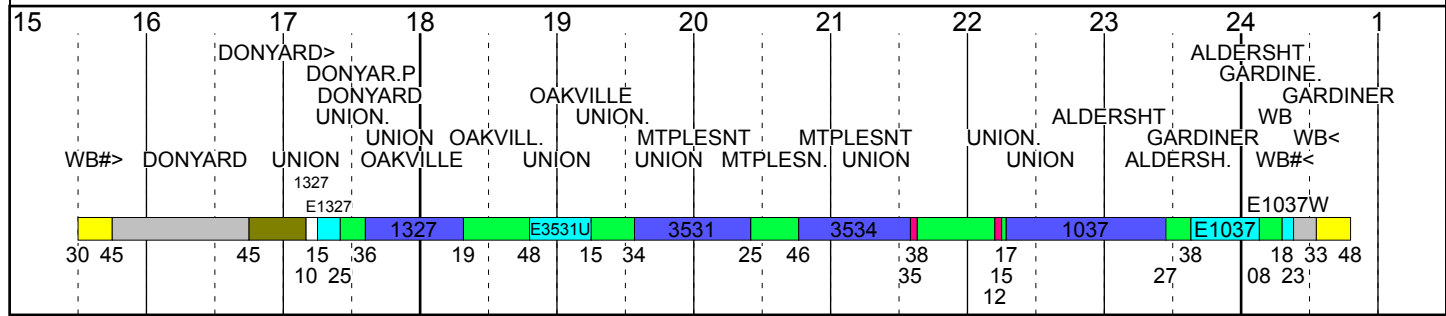 15 16 17 18 19 20 21 22 23 24 1
DONYARD> ALDERSHT
DONYAR.P GARDINE.
DONYARD OAKVILLE GARDINER
UNION. UNION. ALDERSHT WB
UNION OAKVILL. MTPLESNT MTPLESNT UNION. GARDINER WB<
WB#> DONYARD UNION OAKVILLE UNION UNION MTPLESN. UNION UNION ALDERSH. WB#<
1327
E1327 E1037W
1327 E3531U 3531 3534 1037 E1037
30 45 45 15 36 19 48 15 34 25 46 38 17 38 18 33 48
10 25 35 15 27 08 23
12